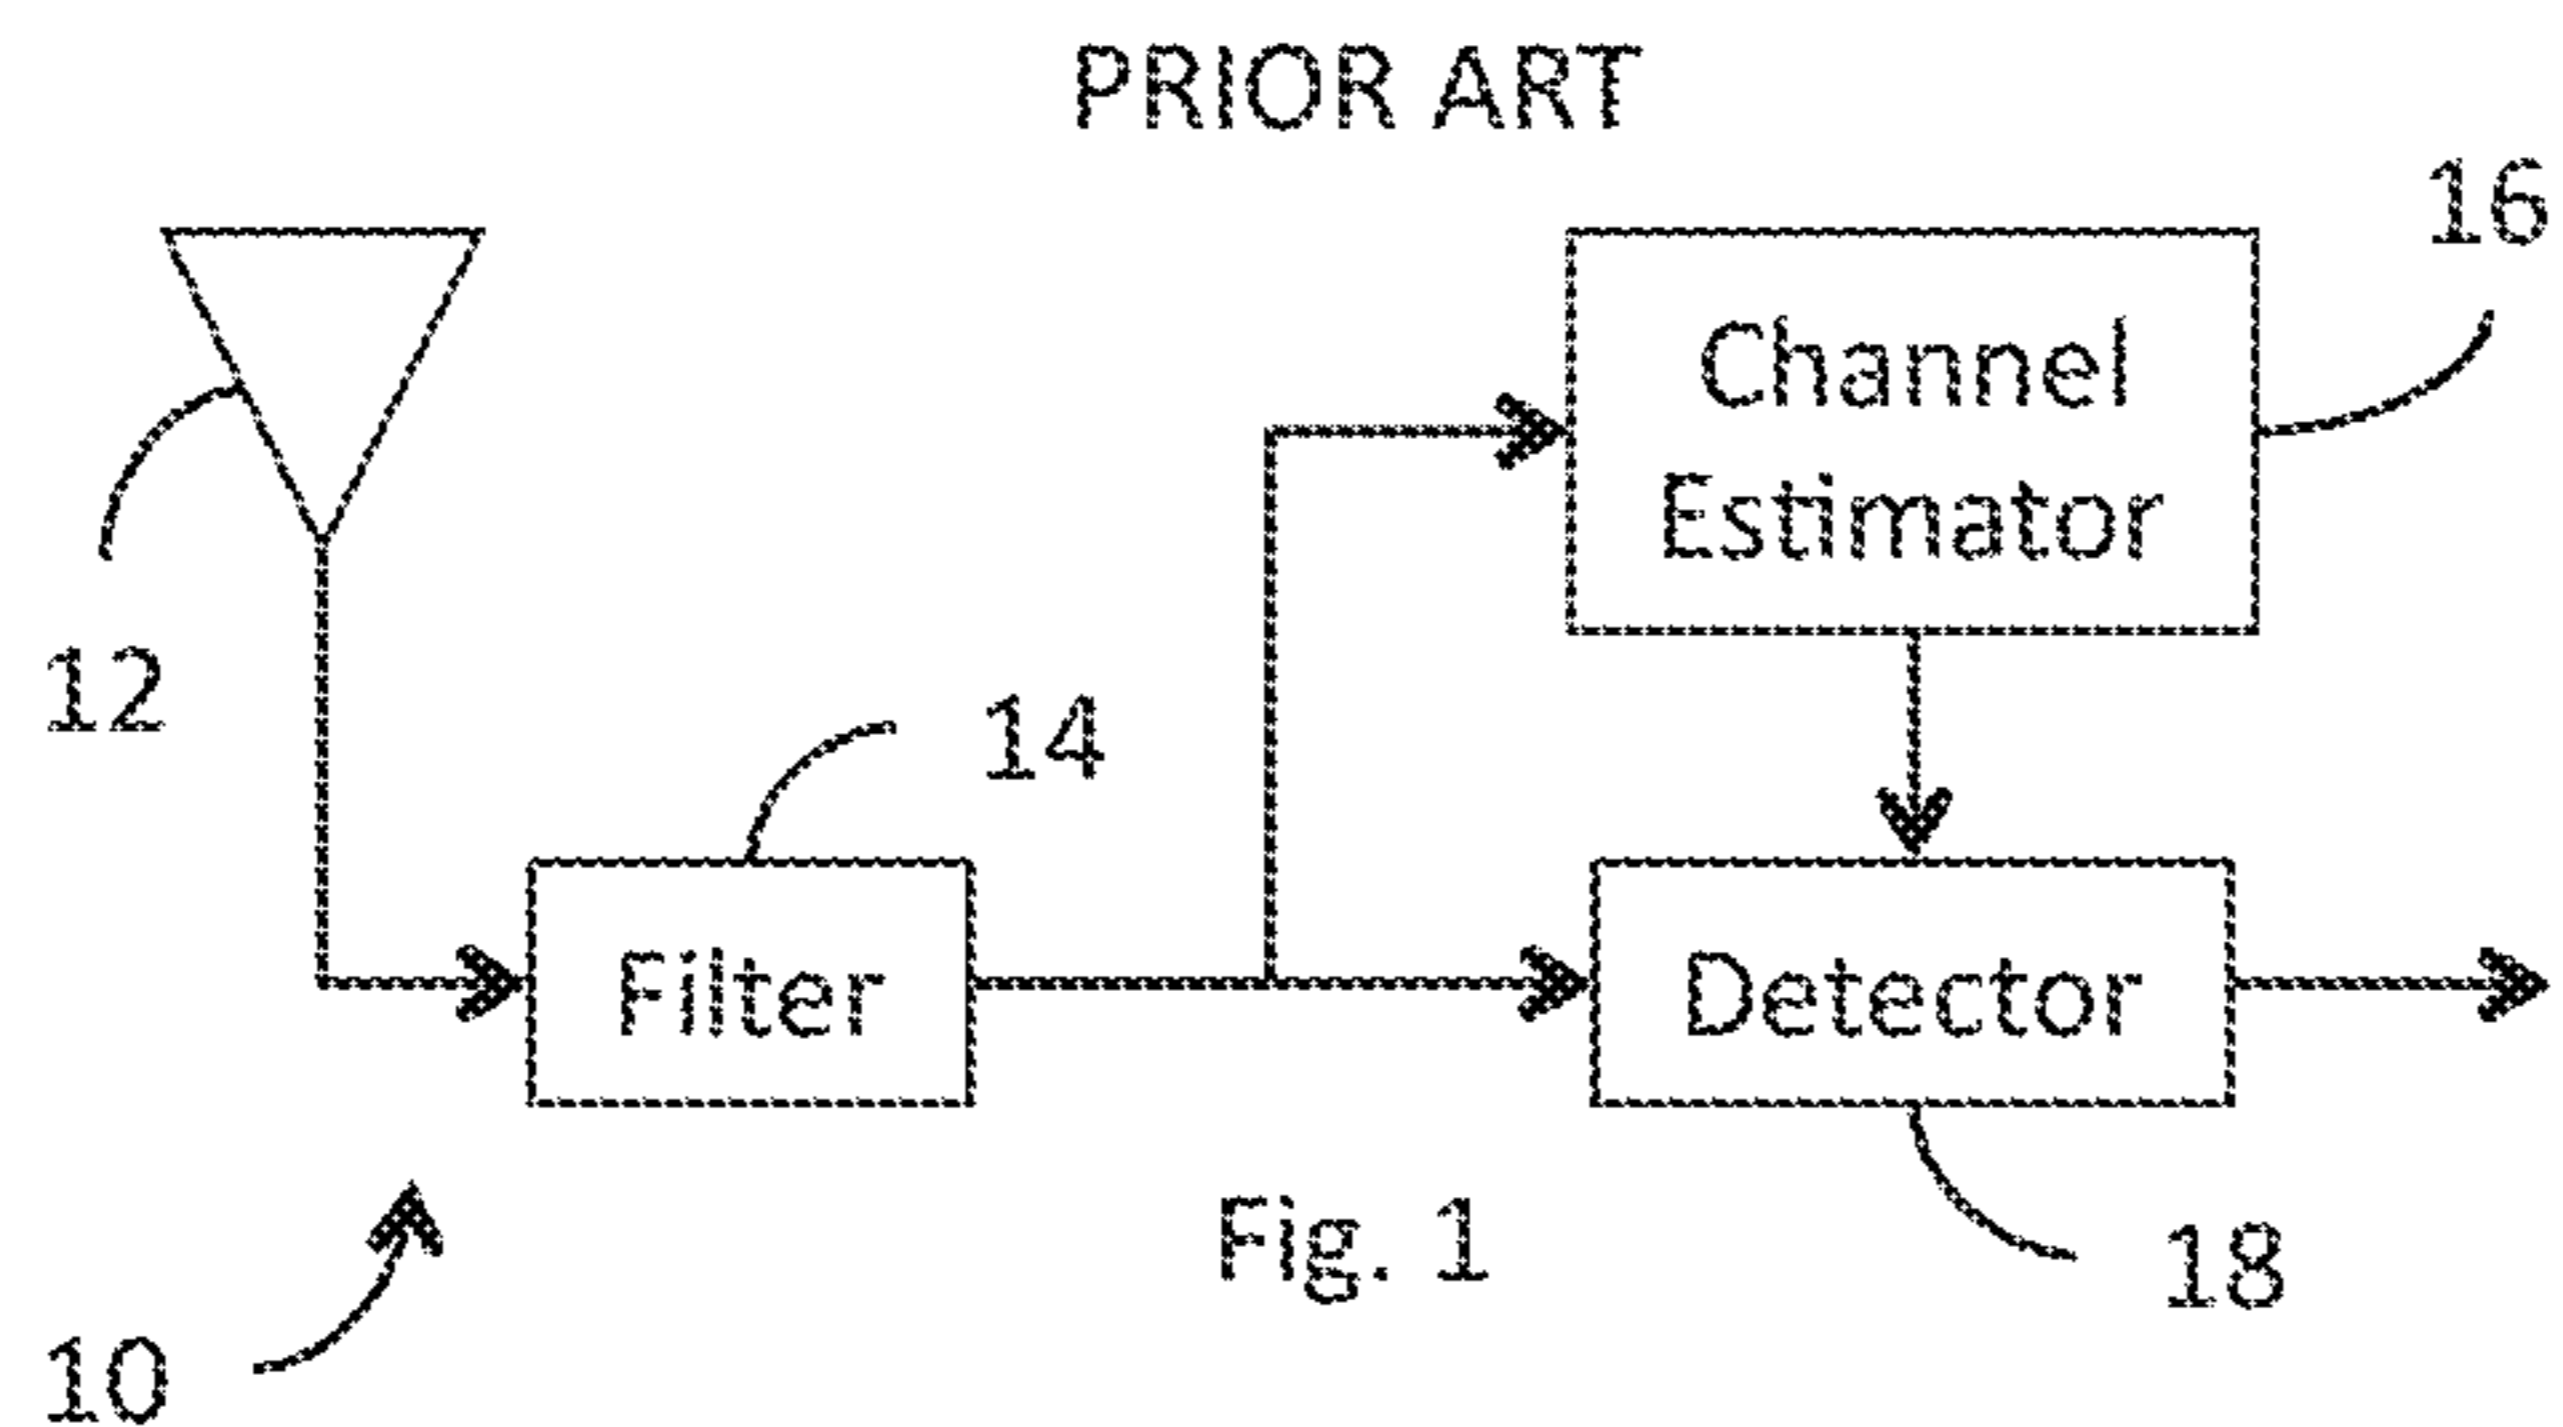 PRIOR ART
16
Channel
Estimator
12
14
Filter
Detector
Fig. 1
18
10